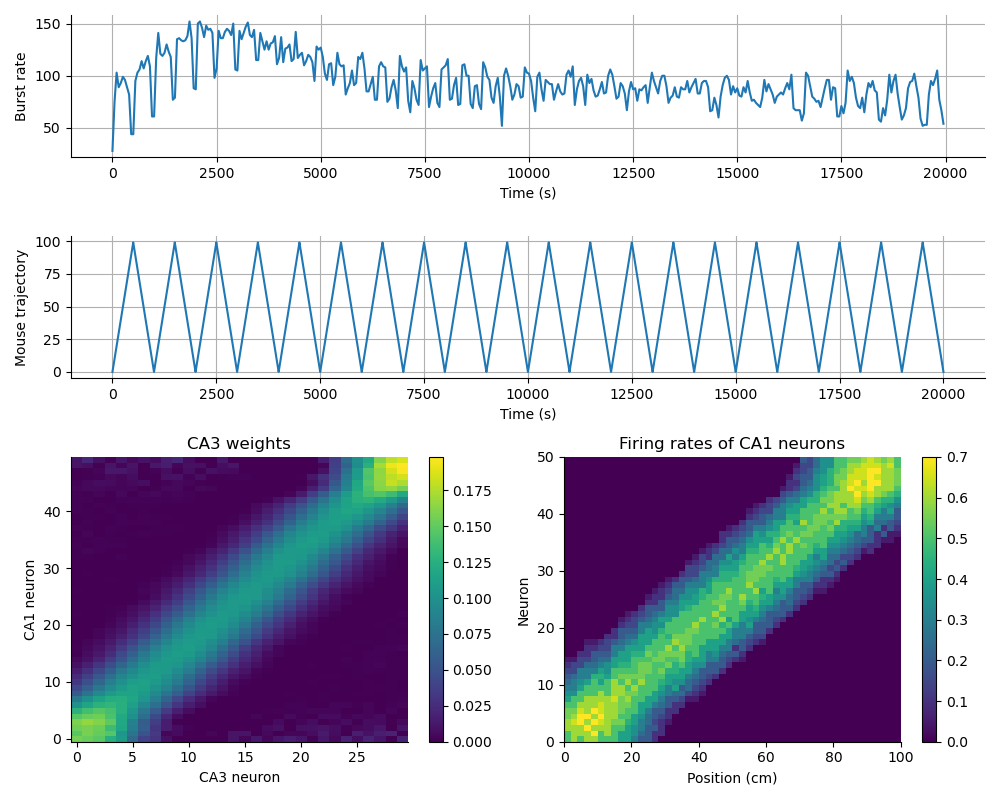 Burst rate
150
100
50
0 2500 5000 7500 10000 12500 15000 17500 20000
Time (s)
Mouse trajectory
100
75
50
25
0
0 2500 5000 7500 10000 12500 15000 17500 20000
Time (s)
CA3 weights
CA1 neuron
40
30
20
10
0
0 5 10 15 20 25
CA3 neuron
0.175
0.150
0.125
0.100
0.075
0.050
0.025
0.000
Firing rates of CA1 neurons
Neuron
50
40
30
20
10
0
0 20 40 60 80 100
Position (cm)
0.7
0.6
0.5
0.4
0.3
0.2
0.1
0.0